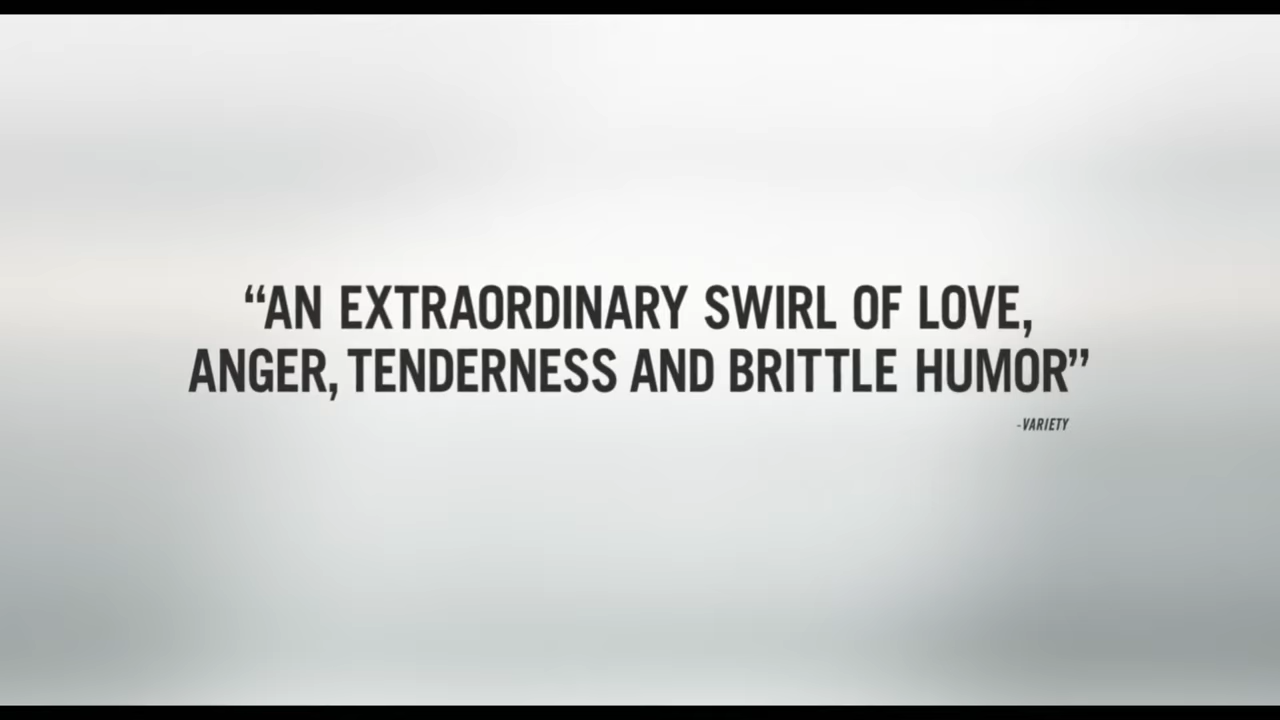 “AN EXTRAORDINARY SWIRL OF LOVE,
ANGER, TENDERNESS AND BRITTLE HUMOR”
-VARIETY